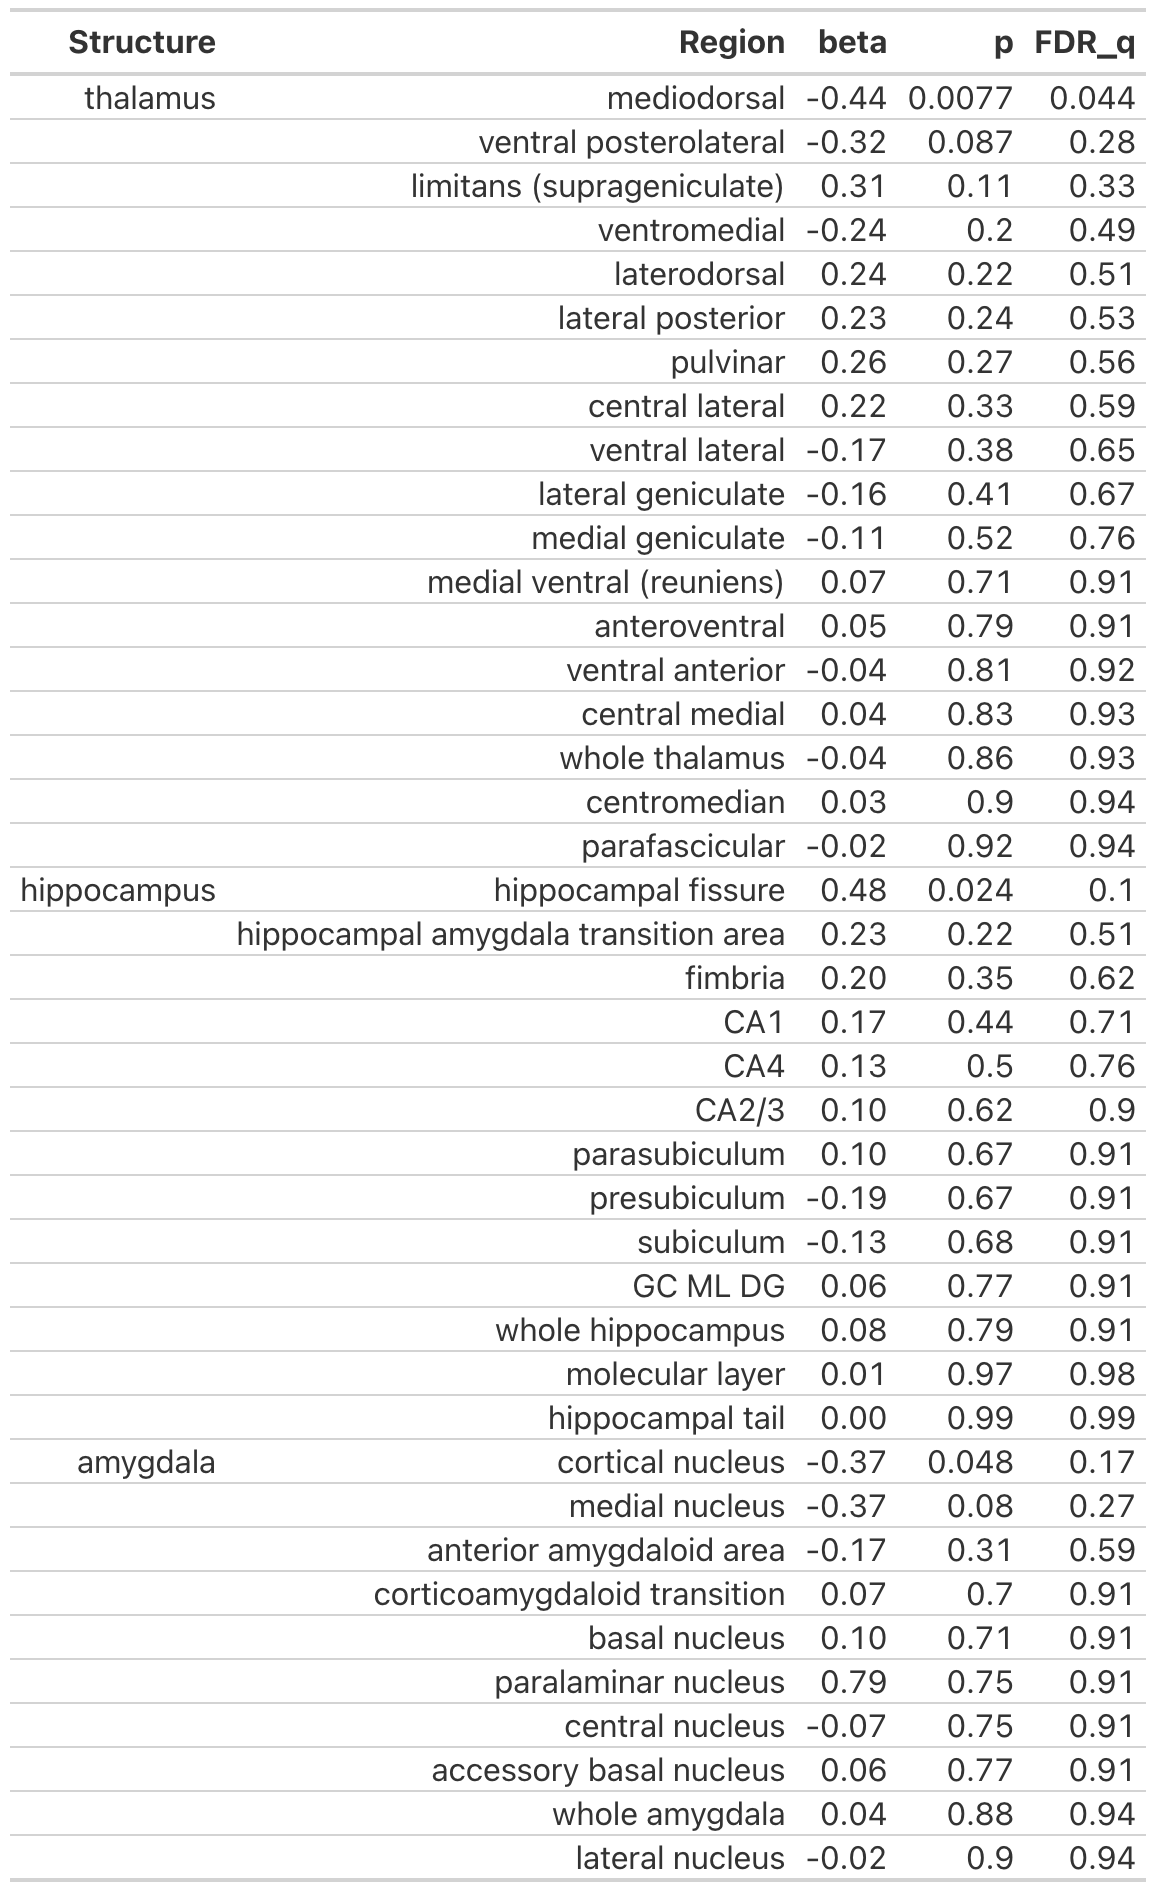 Structure Region beta p FDR_q
thalamus mediodorsal -0.44 0.0077 0.044
ventral posterolateral -0.32 0.087 0.28
limitans (suprageniculate) 0.31 0.11 0.33
ventromedial -0.24 0.2 0.49
laterodorsal 0.24 0.22 0.51
lateral posterior 0.23 0.24 0.53
pulvinar 0.26 0.27 0.56
central lateral 0.22 0.33 0.59
ventral lateral -0.17 0.38 0.65
lateral geniculate -0.16 0.41 0.67
medial geniculate -0.11 0.52 0.76
medial ventral (reuniens) 0.07 0.71 0.91
anteroventral 0.05 0.79 0.91
ventral anterior -0.04 0.81 0.92
central medial 0.04 0.83 0.93
whole thalamus -0.04 0.86 0.93
centromedian 0.03 0.9 0.94
parafascicular -0.02 0.92 0.94
hippocampus hippocampal fissure 0.48 0.024 0.1
hippocampal amygdala transition area 0.23 0.22 0.51
fimbria 0.20 0.35 0.62
CA1 0.17 0.44 0.71
CA4 0.13 0.5 0.76
CA2/3 0.10 0.62 0.9
parasubiculum 0.10 0.67 0.91
presubiculum -0.19 0.67 0.91
subiculum -0.13 0.68 0.91
GC ML DG 0.06 0.77 0.91
whole hippocampus 0.08 0.79 0.91
molecular layer 0.01 0.97 0.98
hippocampal tail 0.00 0.99 0.99
amygdala cortical nucleus -0.37 0.048 0.17
medial nucleus -0.37 0.08 0.27
anterior amygdaloid area -0.17 0.31 0.59
corticoamygdaloid transition 0.07 0.7 0.91
basal nucleus 0.10 0.71 0.91
paralaminar nucleus 0.79 0.75 0.91
central nucleus -0.07 0.75 0.91
accessory basal nucleus 0.06 0.77 0.91
whole amygdala 0.04 0.88 0.94
lateral nucleus -0.02 0.9 0.94